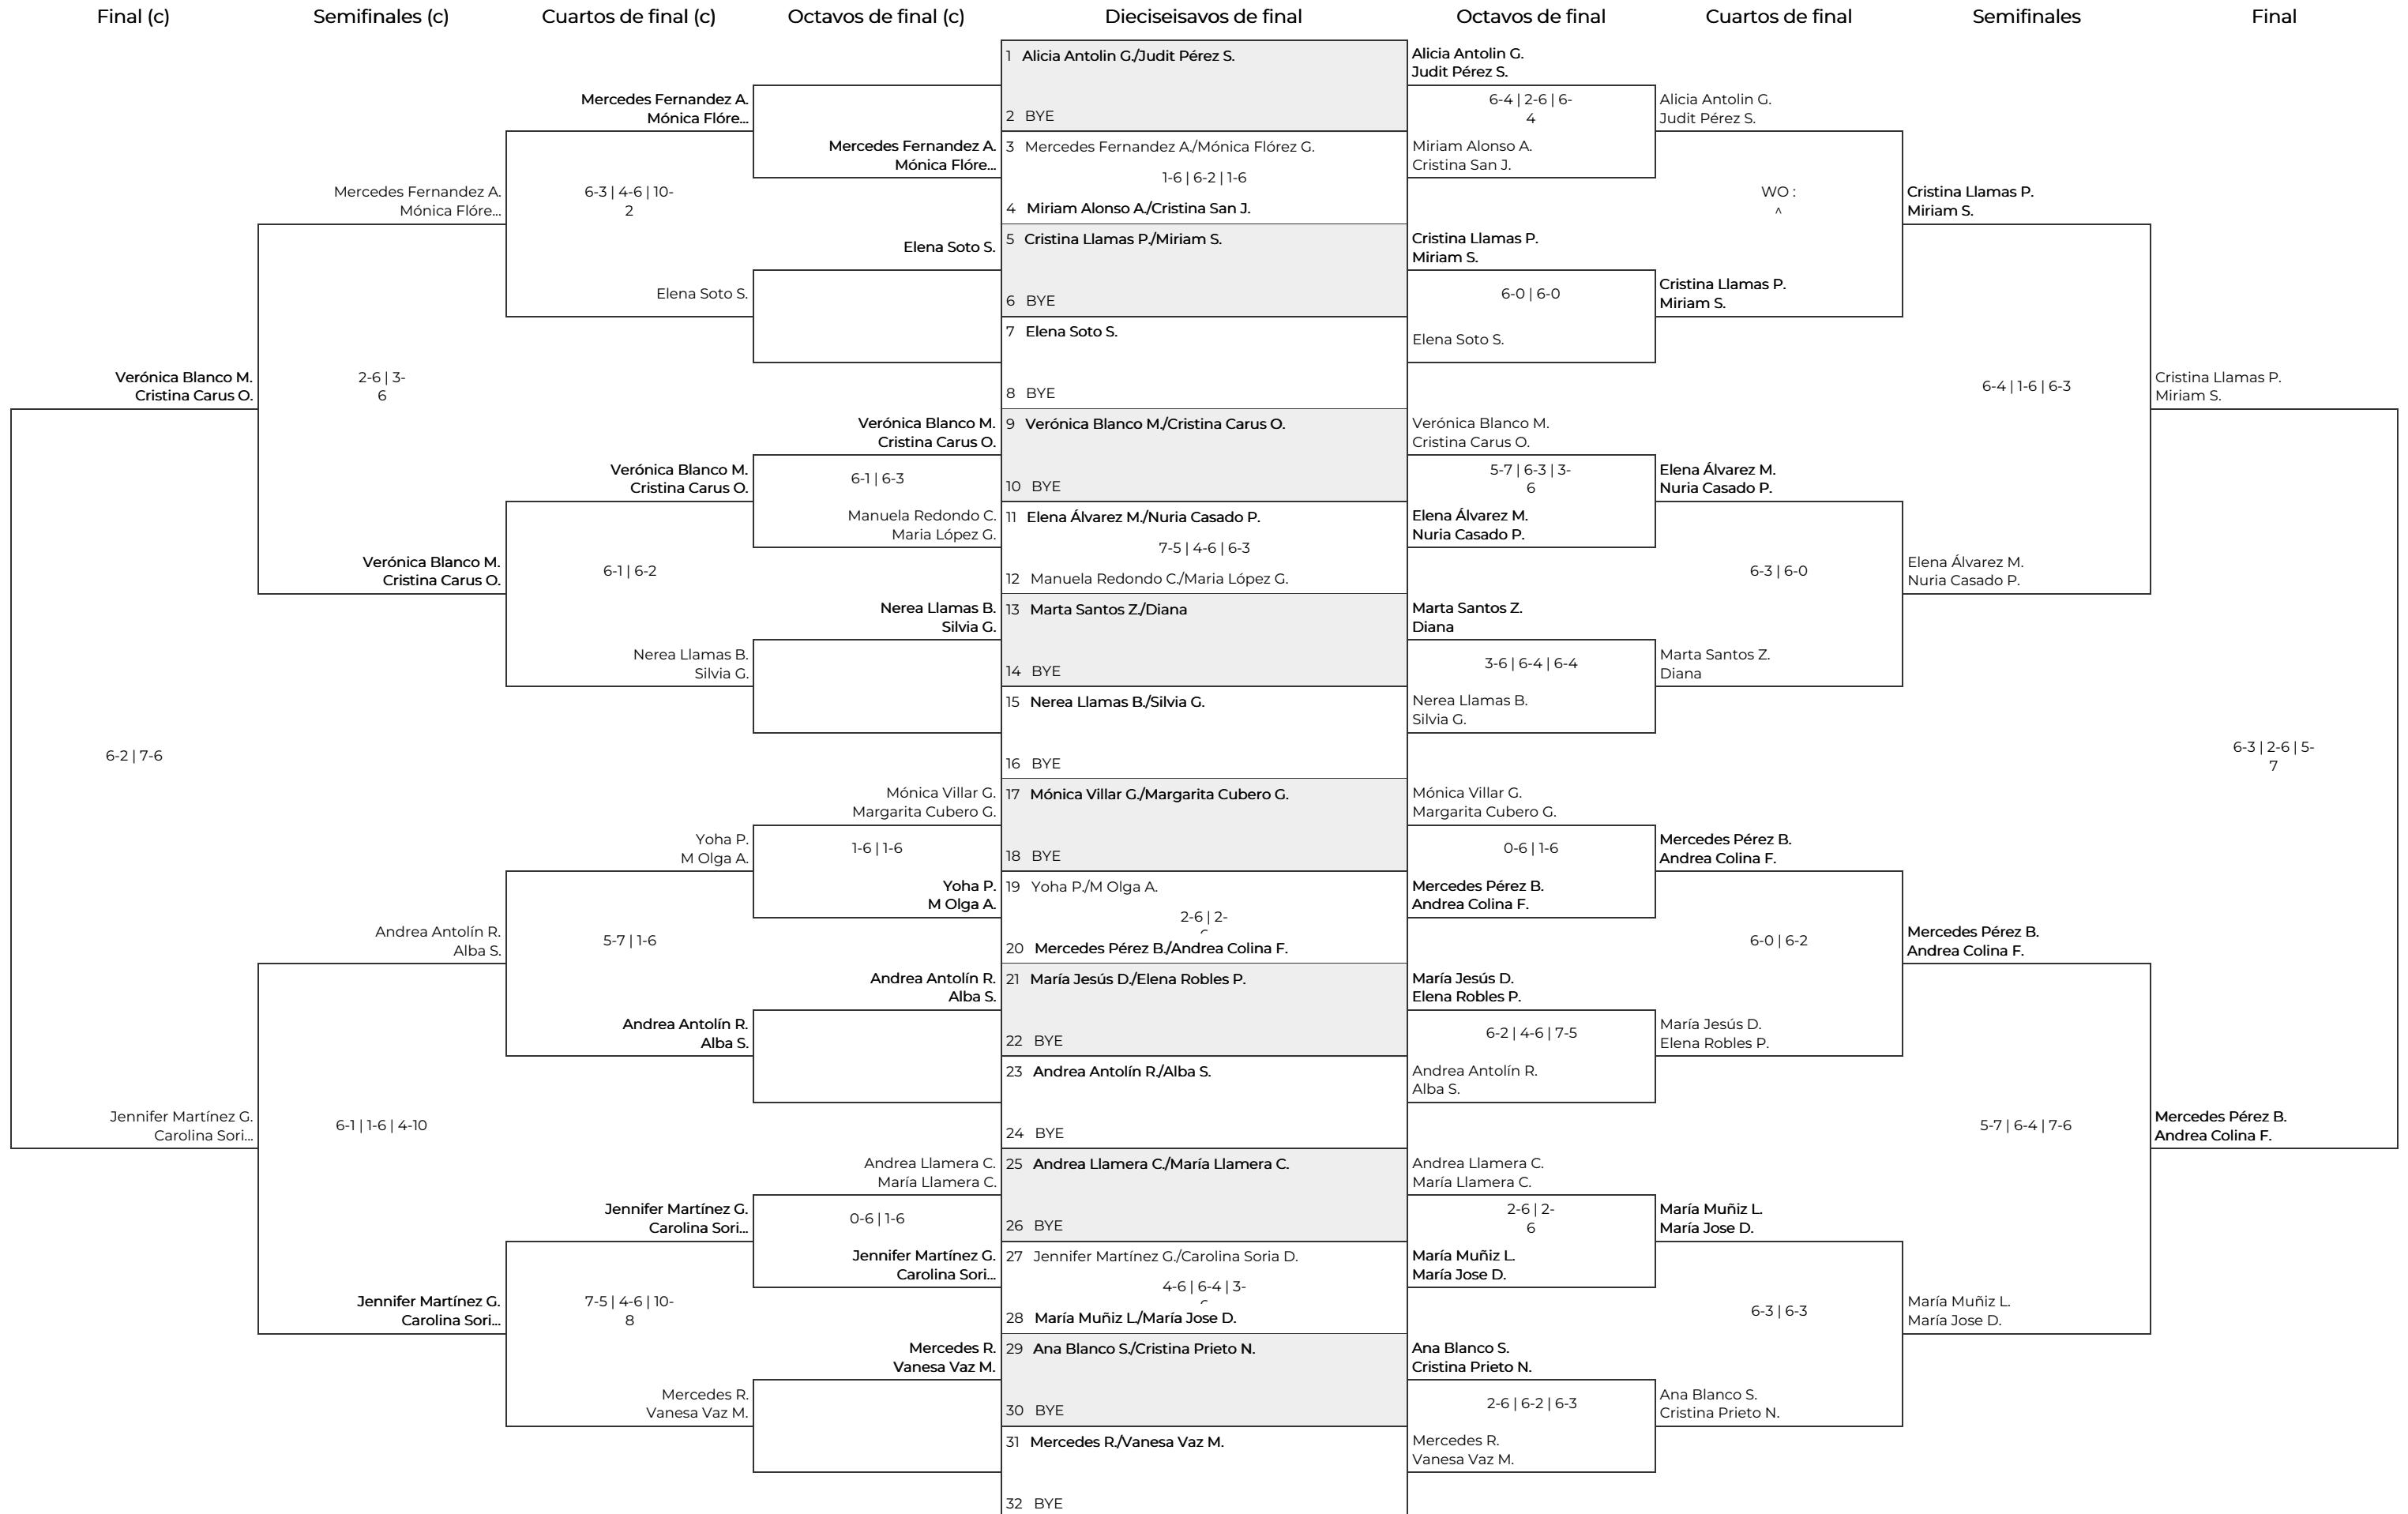 Final (c)
Semifinales (c)
Cuartos de final (c)
Octavos de final (c)
Dieciseisavos de final
Octavos de final
Cuartos de final
Semifinales
Final
Verónica Blanco M.
Cristina Carus O.
6-2 | 7-6
Jennifer Martínez G.
Carolina Sori...
Mercedes Fernandez A.
Mónica Flóre...
2-6 | 3-
6
Verónica Blanco M.
Cristina Carus O.
Andrea Antolín R.
Alba S.
6-1 | 1-6 | 4-10
Jennifer Martínez G.
Carolina Sori...
Mercedes Fernandez A.
Mónica Flóre...
6-3 | 4-6 | 10-
2
Elena Soto S.
Verónica Blanco M.
Cristina Carus O.
6-1 | 6-2
Nerea Llamas B.
Silvia G.
Yoha P.
M Olga A.
5-7 | 1-6
Andrea Antolín R.
Alba S.
Jennifer Martínez G.
Carolina Sori...
7-5 | 4-6 | 10-
8
Mercedes R.
Vanesa Vaz M.
Mercedes Fernandez A.
Mónica Flóre...
Elena Soto S.
Verónica Blanco M.
Cristina Carus O.
6-1 | 6-3
Manuela Redondo C.
Maria López G.
Nerea Llamas B.
Silvia G.
Mónica Villar G.
Margarita Cubero G.
1-6 | 1-6
Yoha P.
M Olga A.
Andrea Antolín R.
Alba S.
Andrea Llamera C.
María Llamera C.
0-6 | 1-6
Jennifer Martínez G.
Carolina Sori...
Mercedes R.
Vanesa Vaz M.
1 Alicia Antolin G./Judit Pérez S.
2 BYE
3 Mercedes Fernandez A./Mónica Flórez G.
1-6 | 6-2 | 1-6
4 Miriam Alonso A./Cristina San J.
5 Cristina Llamas P./Miriam S.
6 BYE
7 Elena Soto S.
8 BYE
9 Verónica Blanco M./Cristina Carus O.
10 BYE
11 Elena Álvarez M./Nuria Casado P.
7-5 | 4-6 | 6-3
12 Manuela Redondo C./Maria López G.
13 Marta Santos Z./Diana
14 BYE
15 Nerea Llamas B./Silvia G.
16 BYE
17 Mónica Villar G./Margarita Cubero G.
18 BYE
19 Yoha P./M Olga A.
2-6 | 2-
20 Mercedes Pérez B./Andrea Colina F.
21 María Jesús D./Elena Robles P.
22 BYE
23 Andrea Antolín R./Alba S.
24 BYE
25 Andrea Llamera C./María Llamera C.
26 BYE
27 Jennifer Martínez G./Carolina Soria D.
4-6 | 6-4 | 3-
28 María Muñiz L./María Jose D.
29 Ana Blanco S./Cristina Prieto N.
30 BYE
31 Mercedes R./Vanesa Vaz M.
32 BYE
Alicia Antolin G.
Judit Pérez S.
6-4 | 2-6 | 6-
4
Miriam Alonso A.
Cristina San J.
Cristina Llamas P.
Miriam S.
6-0 | 6-0
Elena Soto S.
Verónica Blanco M.
Cristina Carus O.
5-7 | 6-3 | 3-
6
Elena Álvarez M.
Nuria Casado P.
Marta Santos Z.
Diana
3-6 | 6-4 | 6-4
Nerea Llamas B.
Silvia G.
Mónica Villar G.
Margarita Cubero G.
0-6 | 1-6
Mercedes Pérez B.
Andrea Colina F.
María Jesús D.
Elena Robles P.
6-2 | 4-6 | 7-5
Andrea Antolín R.
Alba S.
Andrea Llamera C.
María Llamera C.
2-6 | 2-
6
María Muñiz L.
María Jose D.
Ana Blanco S.
Cristina Prieto N.
2-6 | 6-2 | 6-3
Mercedes R.
Vanesa Vaz M.
Alicia Antolin G.
Judit Pérez S.
WO :
^
Cristina Llamas P.
Miriam S.
Elena Álvarez M.
Nuria Casado P.
6-3 | 6-0
Marta Santos Z.
Diana
Mercedes Pérez B.
Andrea Colina F.
6-0 | 6-2
María Jesús D.
Elena Robles P.
María Muñiz L.
María Jose D.
6-3 | 6-3
Ana Blanco S.
Cristina Prieto N.
Cristina Llamas P.
Miriam S.
6-4 | 1-6 | 6-3
Elena Álvarez M.
Nuria Casado P.
Mercedes Pérez B.
Andrea Colina F.
5-7 | 6-4 | 7-6
María Muñiz L.
María Jose D.
Cristina Llamas P.
Miriam S.
6-3 | 2-6 | 5-
7
Mercedes Pérez B.
Andrea Colina F.